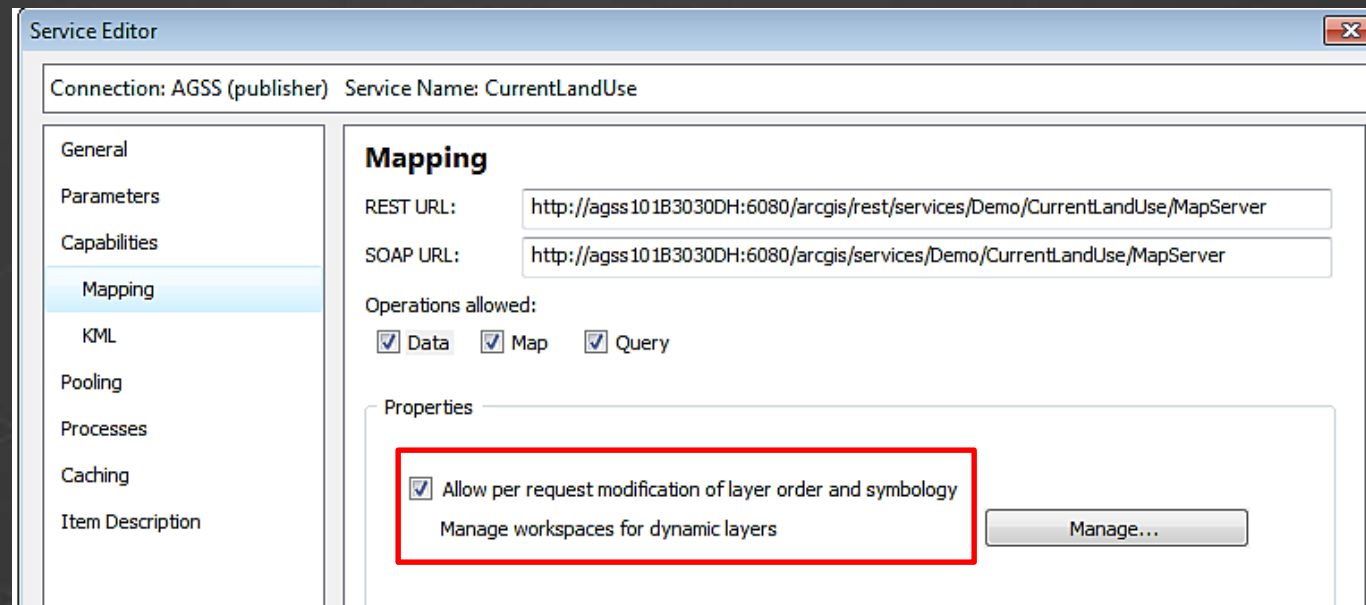 Service Editor
Connection: AGSS (publisher) Service Name: CurrentLandUse
General
Parameters
Capabilities
Mapping
KML
Pooling
Processes
Caching
Item Description
Mapping
REST URL: http://agss101B3030DH:6080/arcgis/rest/services/Demo/CurrentLandUse/MapServer
SOAP URL: http://agss101B3030DH:6080/arcgis/services/Demo/CurrentLandUse/MapServer
Operations allowed:
Data Map Query
Properties
Allow per request modification of layer order and symbology
Manage workspaces for dynamic layers Manage...